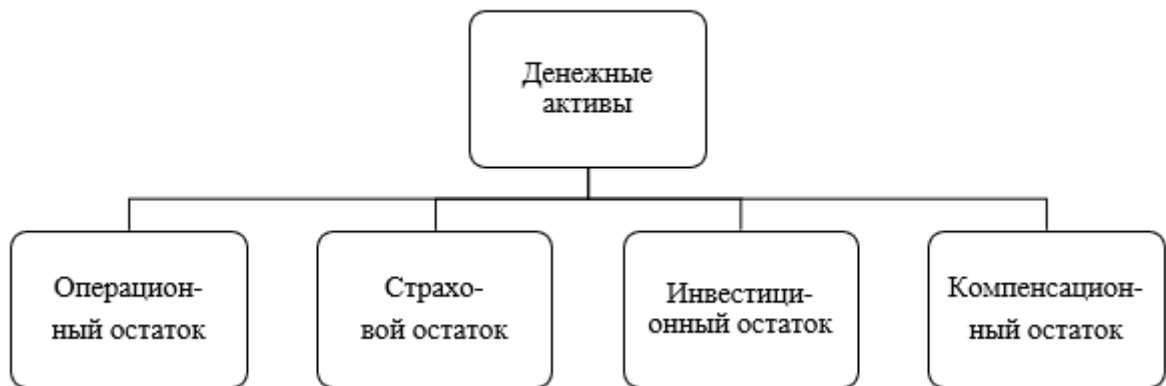 Денежные
активы
Операцион-
ный остаток
Страхо-
вой остаток
Инвестици-
онный остаток
Компенсацион-
ный остаток